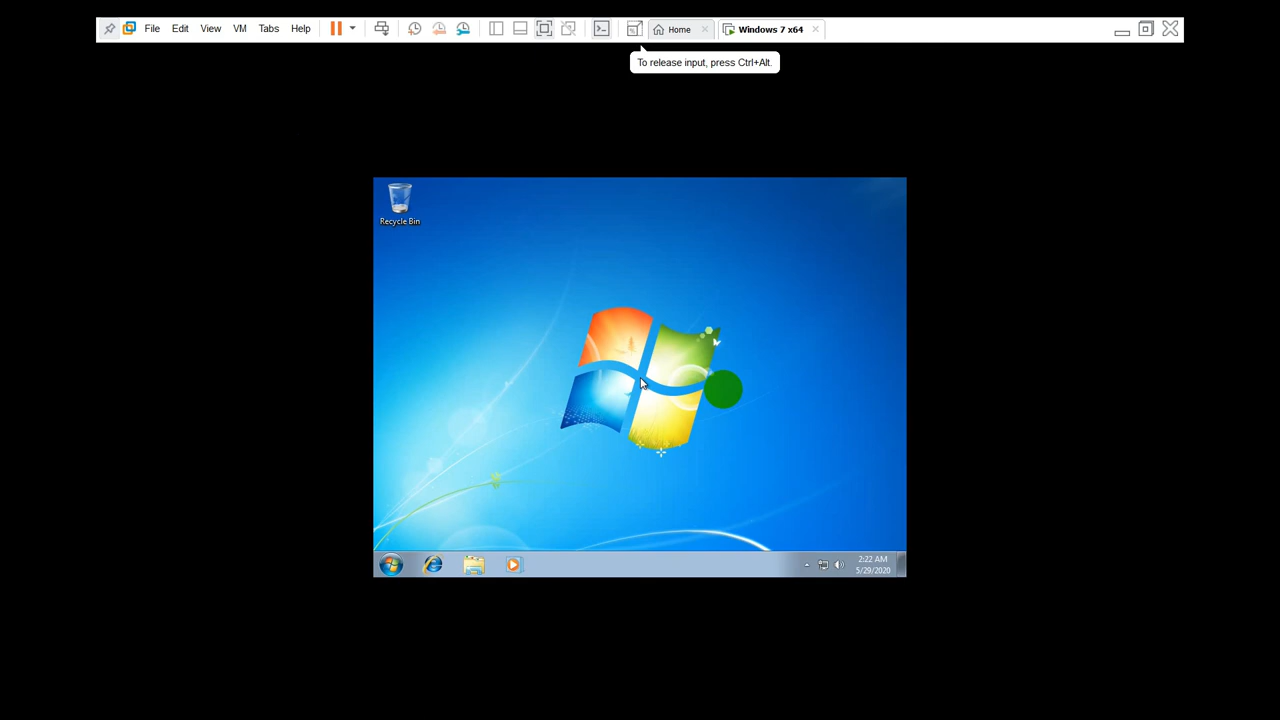 File Edit View VM Tabs Help Home Windows 7 x64
To release input, press Ctrl+Alt.
Recycle Bin
2:22 AM
5/29/2020